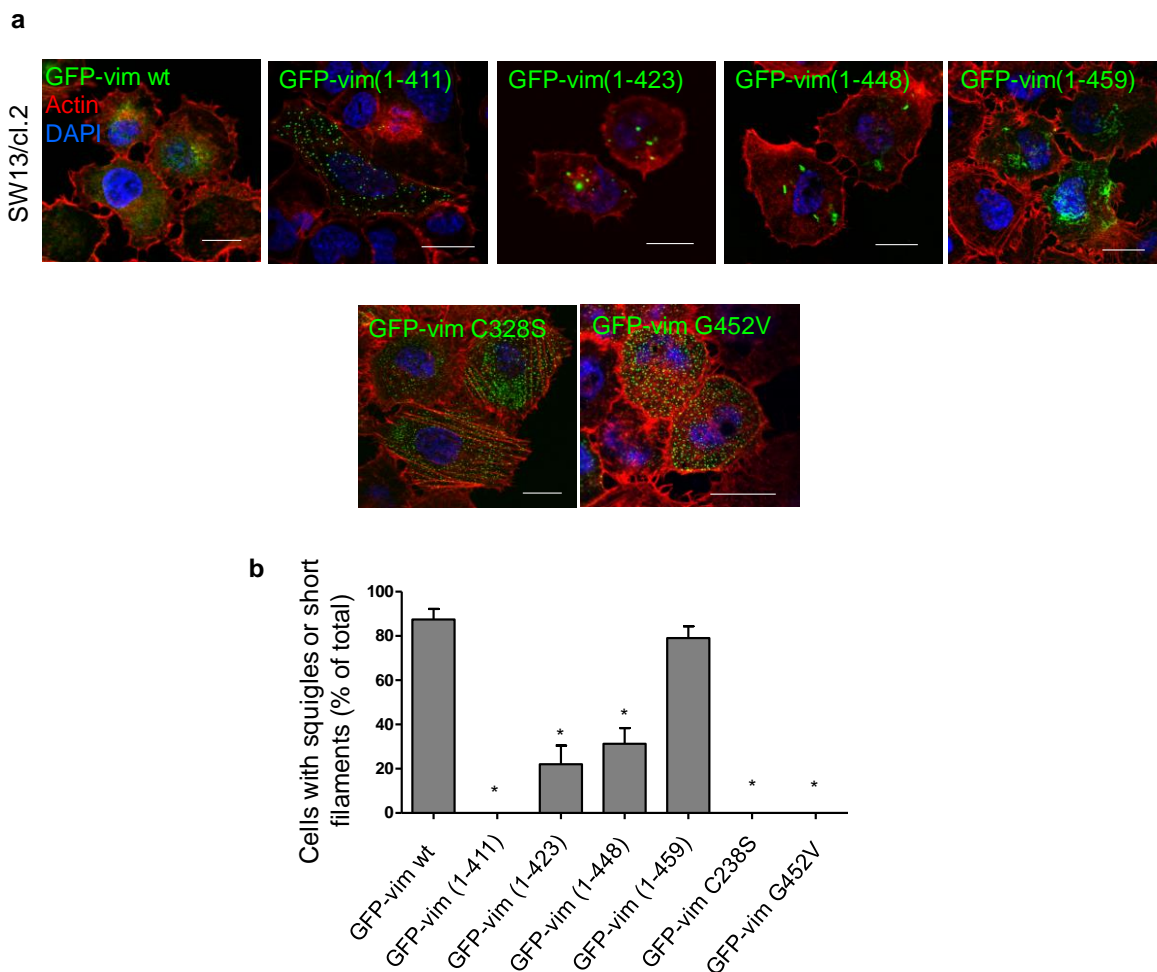 a
SW13/cl.2
GFP-vim wt
Actin
DAPI
GFP-vim(1-411)
GFP-vim(1-423)
GFP-vim(1-448)
GFP-vim(1-459)
GFP-vim C328S
GFP-vim G452V
b
Cells with squigles or short
filaments (% of total)
100
80
60
40
20
0
*
*
*
*
*
GFP-vim wt
GFP-vim (1-411)
GFP-vim (1-423)
GFP-vim (1-448)
GFP-vim (1-459)
GFP-vim C238S
GFP-vim G452V